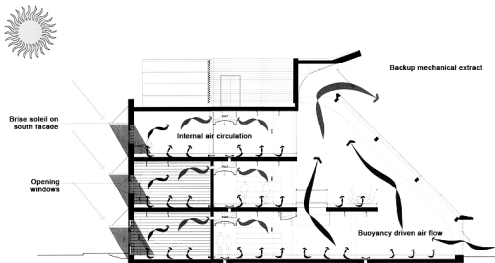 Backup mechanical extract
Brise soleil on
south facade
Internal air circulation
Opening
windows
Buoyancy driven air flow